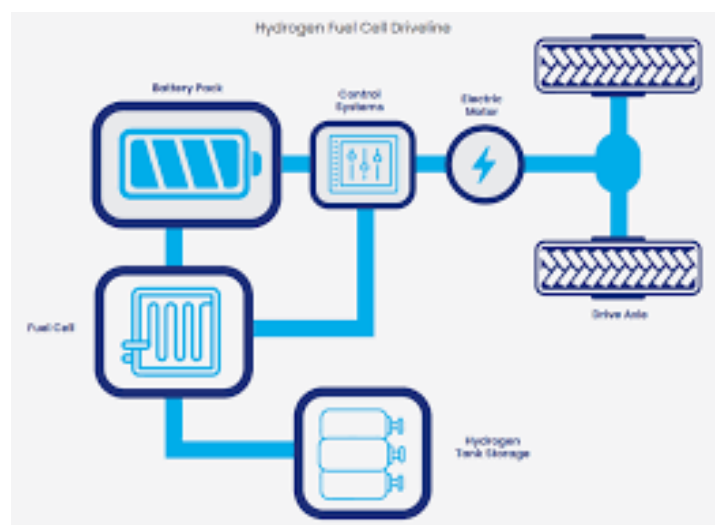 Hydrogen Fuel Cell Driveline
Battery Pack
Control
Systems
Electric
Motor
Drive Axle
Fuel Cell
Hydrogen
Tank Storage